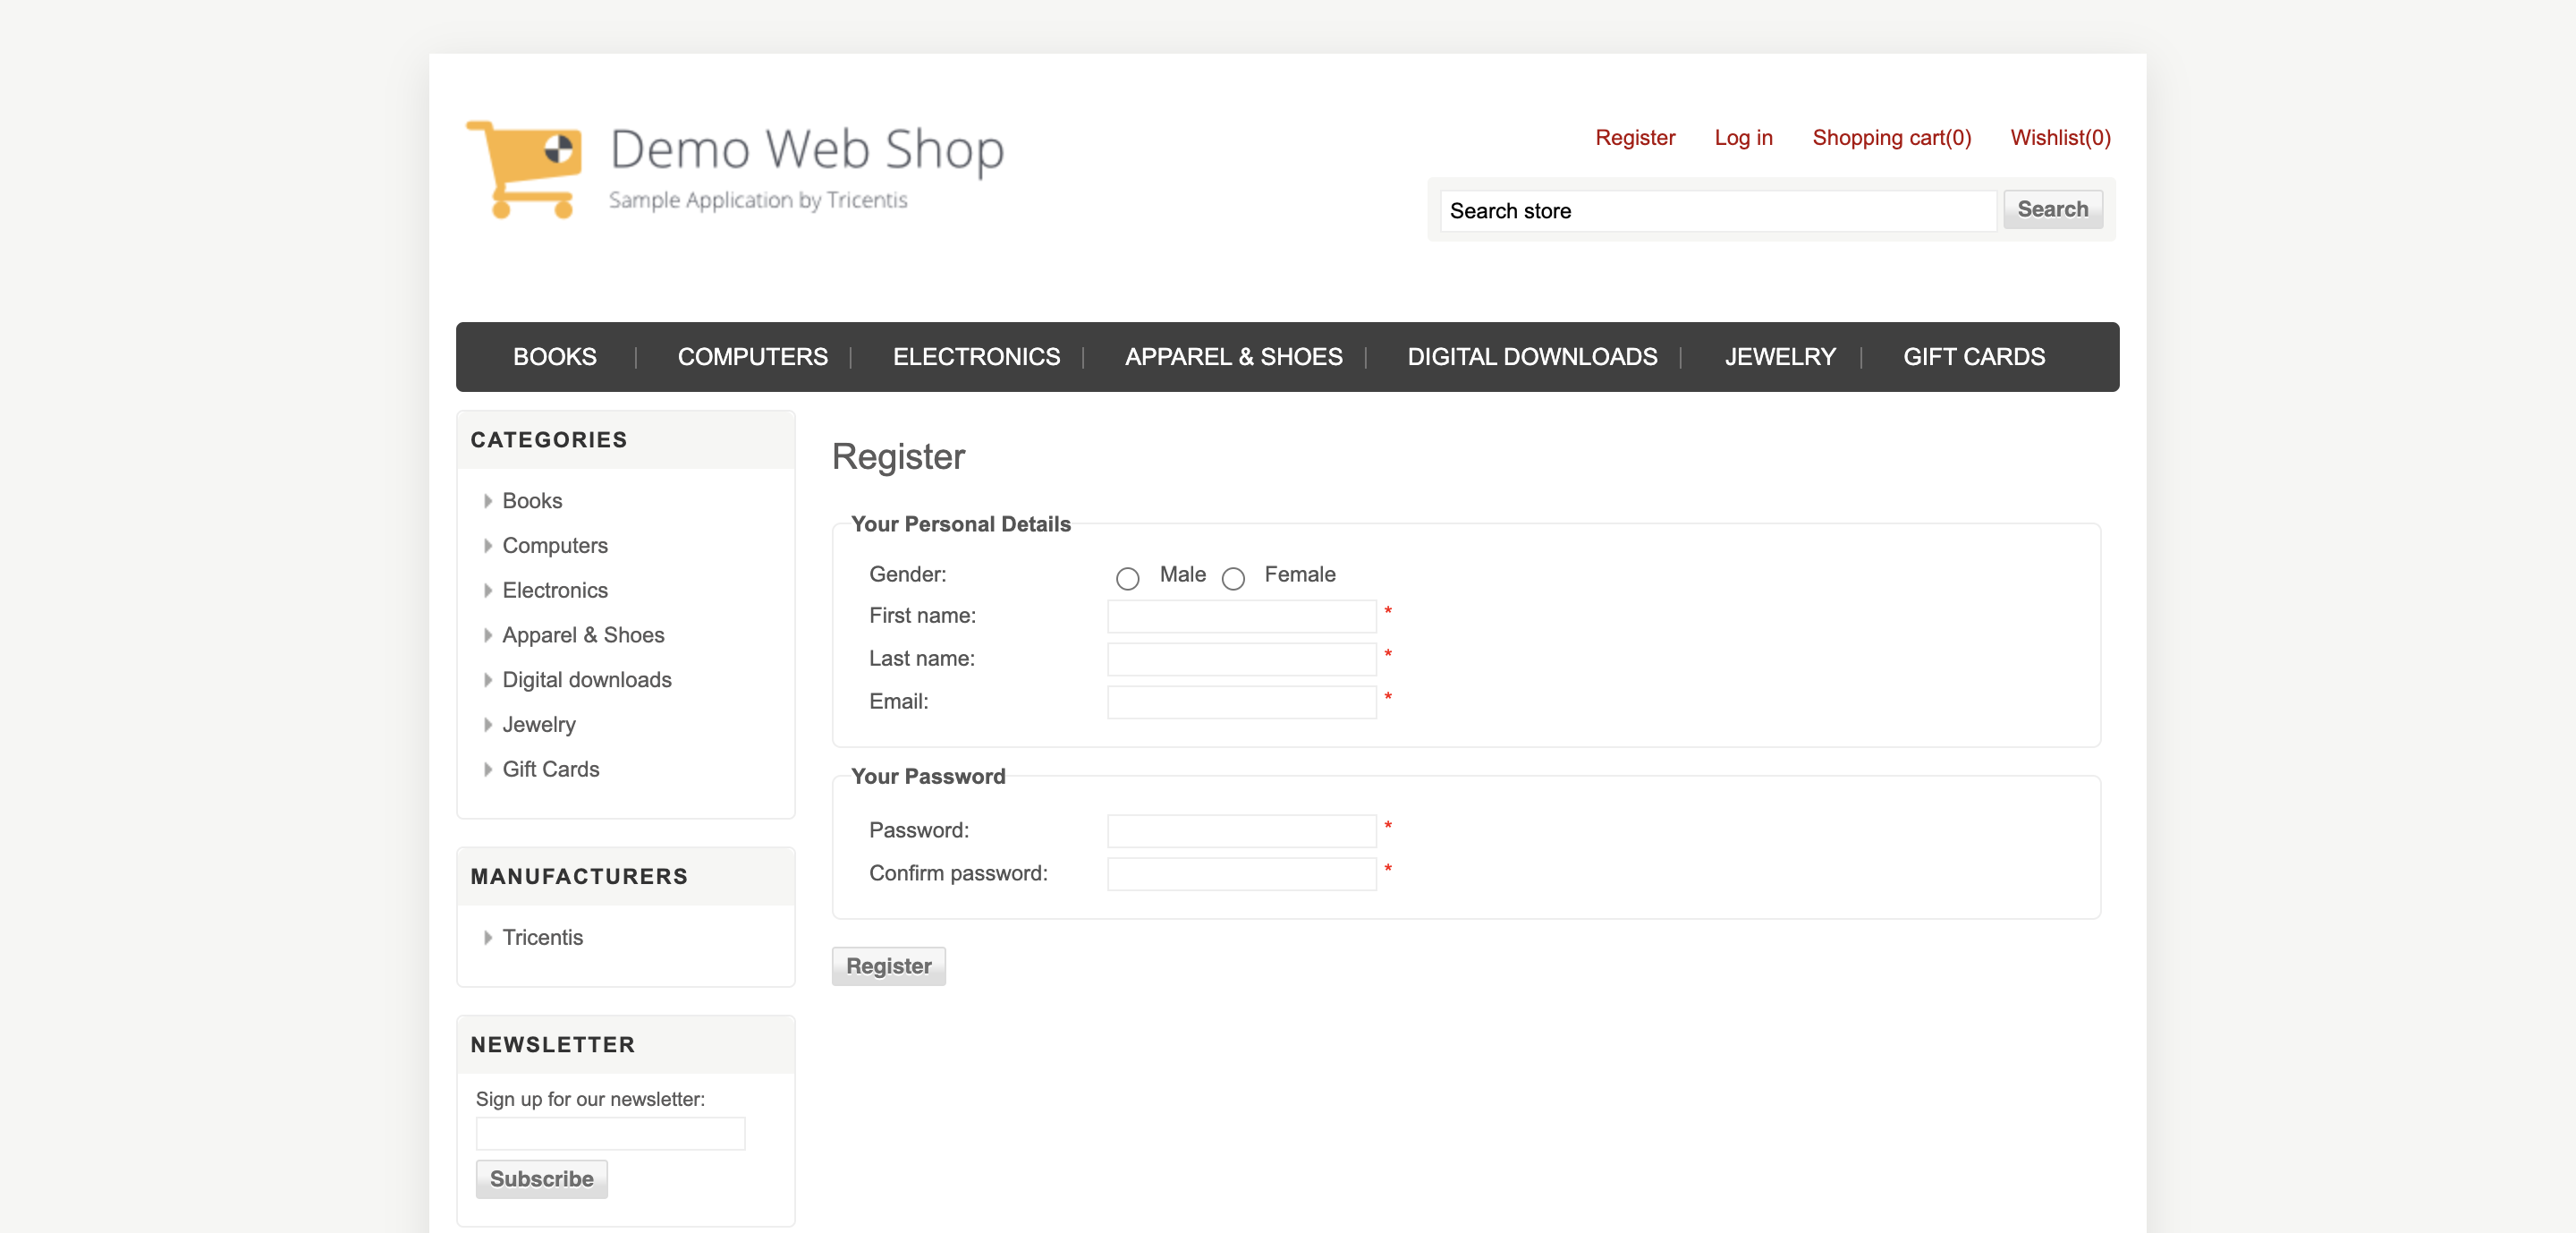 Demo Web Shop
Sample Application by Tricentis
Register Log in Shopping cart(0) Wishlist(0)
Search store Search
BOOKS COMPUTERS ELECTRONICS APPAREL & SHOES DIGITAL DOWNLOADS JEWELRY GIFT CARDS
CATEGORIES
Books
Computers
Electronics
Apparel & Shoes
Digital downloads
Jewelry
Gift Cards
MANUFACTURERS
Tricentis
NEWSLETTER
Sign up for our newsletter:
Subscribe
Register
Your Personal Details
Gender: Male Female
First name: *
Last name: *
Email: *
Your Password
Password: *
Confirm password: *
Register